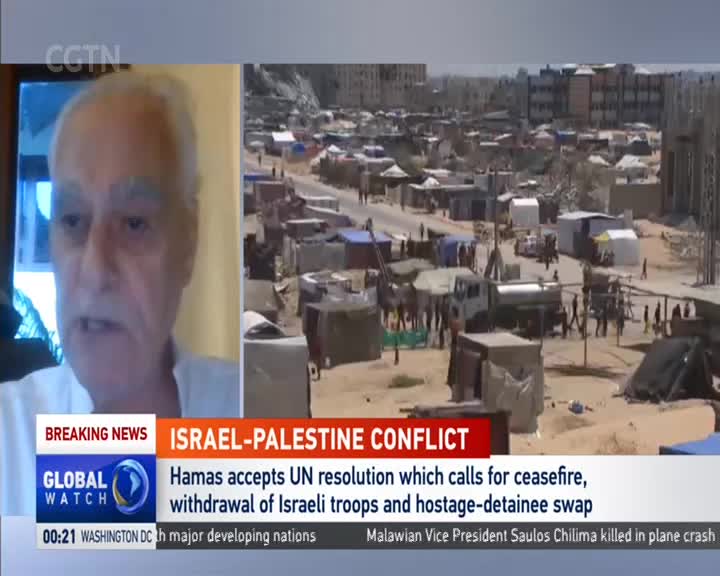 CGTN
BREAKING NEWS
ISRAEL-PALESTINE CONFLICT
GLOBAL
WATCH
Hamas accepts UN resolution which calls for ceasefire,
withdrawal of Israeli troops and hostage-detainee swap
00:21 WASHINGTON DC
h major developing nations Malawian Vice President Saulos Chilima killed in plane crash